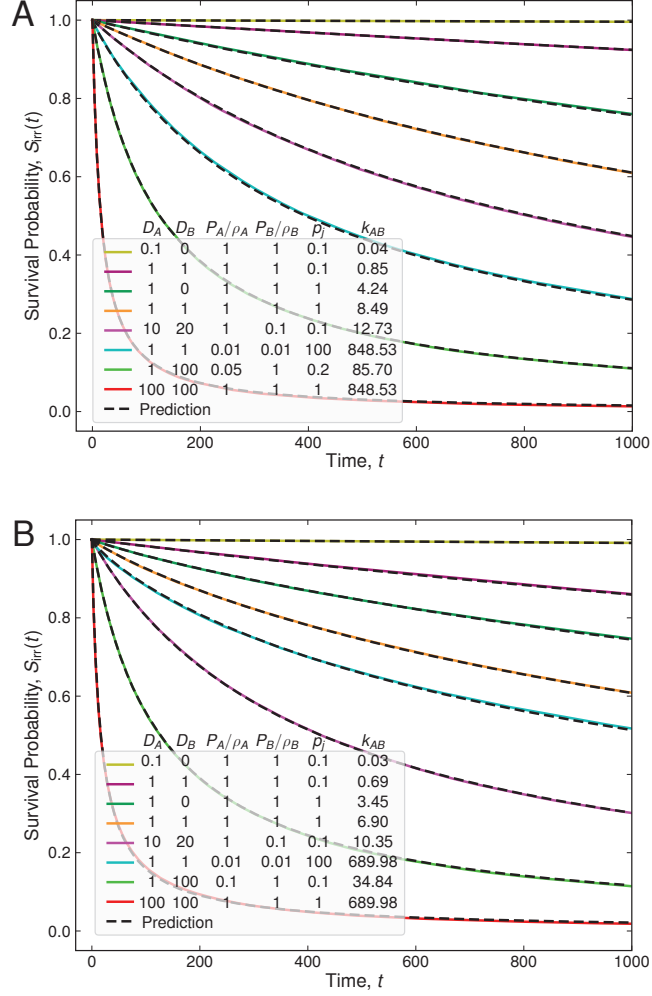 A
Survival Probability, S_irr(t)
1.0
0.8
0.6
0.4
0.2
0.0
D_A D_B P_A/ρ_A P_B/ρ_B p_j k_AB
0.1 0 1 1 0.1 0.04
1 1 1 1 0.1 0.85
1 0 1 1 1 4.24
1 1 1 1 1 8.49
10 20 1 0.1 0.1 12.73
1 1 0.01 0.01 100 848.53
1 100 0.05 1 0.2 85.70
100 100 1 1 1 848.53
Prediction
0 200 400 600 800 1000
Time, t
B
Survival Probability, S_irr(t)
1.0
0.8
0.6
0.4
0.2
0.0
D_A D_B P_A/ρ_A P_B/ρ_B p_j k_AB
0.1 0 1 1 0.1 0.03
1 1 1 1 0.1 0.69
1 0 1 1 1 3.45
1 1 1 1 1 6.90
10 20 1 0.1 0.1 10.35
1 1 0.01 0.01 100 689.98
1 100 0.1 1 0.1 34.84
100 100 1 1 1 689.98
Prediction
0 200 400 600 800 1000
Time, t